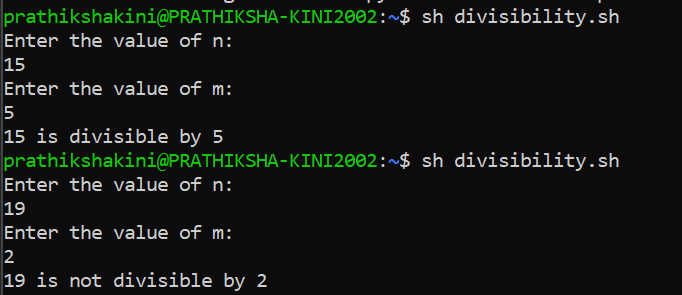 prathikshakini@PRATHIKSHA-KINI2002:~$ sh divisibility.sh
Enter the value of n:
15
Enter the value of m:
5
15 is divisible by 5
prathikshakini@PRATHIKSHA-KINI2002:~$ sh divisibility.sh
Enter the value of n:
19
Enter the value of m:
2
19 is not divisible by 2